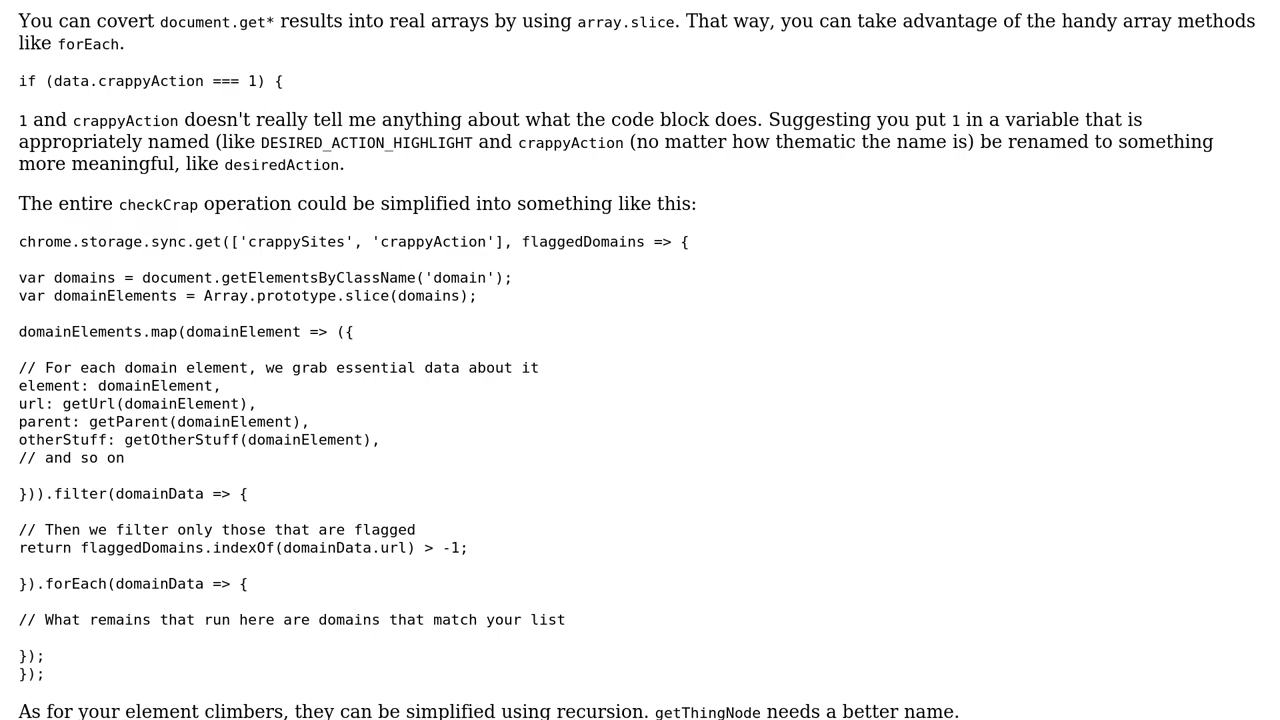 You can covert document.get* results into real arrays by using array.slice. That way, you can take advantage of the handy array methods
like forEach.
if (data.crappyAction === 1) {
1 and crappyAction doesn't really tell me anything about what the code block does. Suggesting you put 1 in a variable that is
appropriately named (like DESIRED_ACTION_HIGHLIGHT and crappyAction (no matter how thematic the name is) be renamed to something
more meaningful, like desiredAction.
The entire checkCrap operation could be simplified into something like this:
chrome.storage.sync.get(['crappySites', 'crappyAction'], flaggedDomains => {
var domains = document.getElementsByClassName('domain');
var domainElements = Array.prototype.slice(domains);
domainElements.map(domainElement => ({
// For each domain element, we grab essential data about it
element: domainElement,
url: getUrl(domainElement),
parent: getParent(domainElement),
otherStuff: getOtherStuff(domainElement),
// and so on
})).filter(domainData => {
// Then we filter only those that are flagged
return flaggedDomains.indexOf(domainData.url) > -1;
}).forEach(domainData => {
// What remains that run here are domains that match your list
});
});
As for your element climbers, they can be simplified using recursion. getThingNode needs a better name.